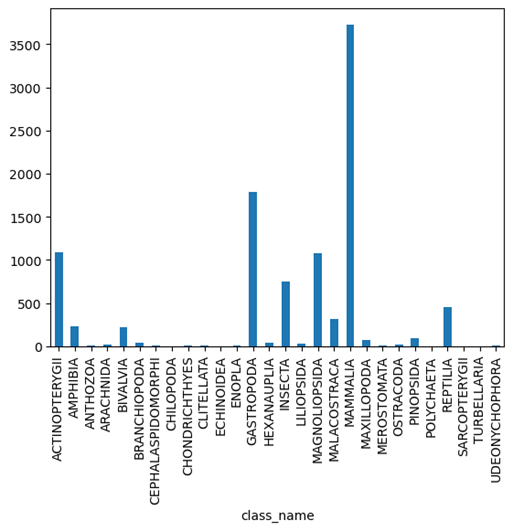 3500
3000
2500
2000
1500
1000
500
0
ACTINOPTERYGII
AMPHIBIA
ANTHOZOA
ARACHNIDA
BIVALVIA
BRANCHIOPODA
CEPHALASPIDOMORPHI
CHILOPODA
CHONDRICHTHYES
CLITELLATA
ECHINOIDEA
ENOPLA
GASTROPODA
HEXANAUPLIA
INSECTA
LILIOPSIDA
MAGNOLIOPSIDA
MALACOSTRACA
MAMMALIA
MAXILLOPODA
MEROSTOMATA
OSTRACODA
PINOPSIDA
POLYCHAETA
REPTILIA
SARCOPTERYGII
TURBELLARIA
UDEONYCHOPHORA
class_name